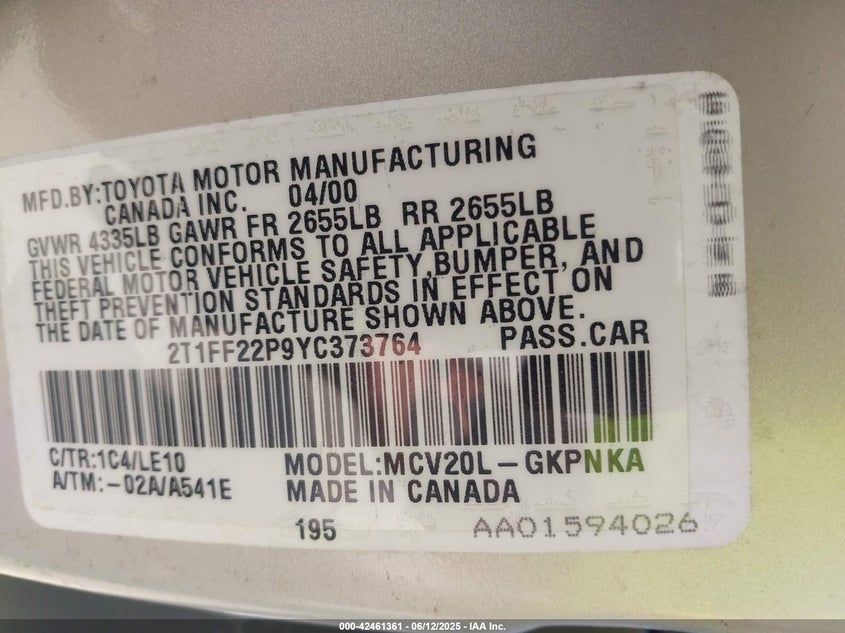 MFD.BY:TOYOTA MOTOR MANUFACTURING
CANADA INC. 04/00
GVWR 4335LB GAWR FR 2655LB RR 2655LB
THIS VEHICLE CONFORMS TO ALL APPLICABLE
FEDERAL MOTOR VEHICLE SAFETY,BUMPER, AND
THEFT PREVENTION STANDARDS IN EFFECT ON
THE DATE OF MANUFACTURE SHOWN ABOVE.
2T1FF22P9YC373764 PASS.CAR
C/TR:1C4/LE10 MODEL:MCV20L-GKPNKA
A/TM:-02A/A541E MADE IN CANADA
195 AA01594026
000-42461361 - 06/12/2025 - IAA Inc.